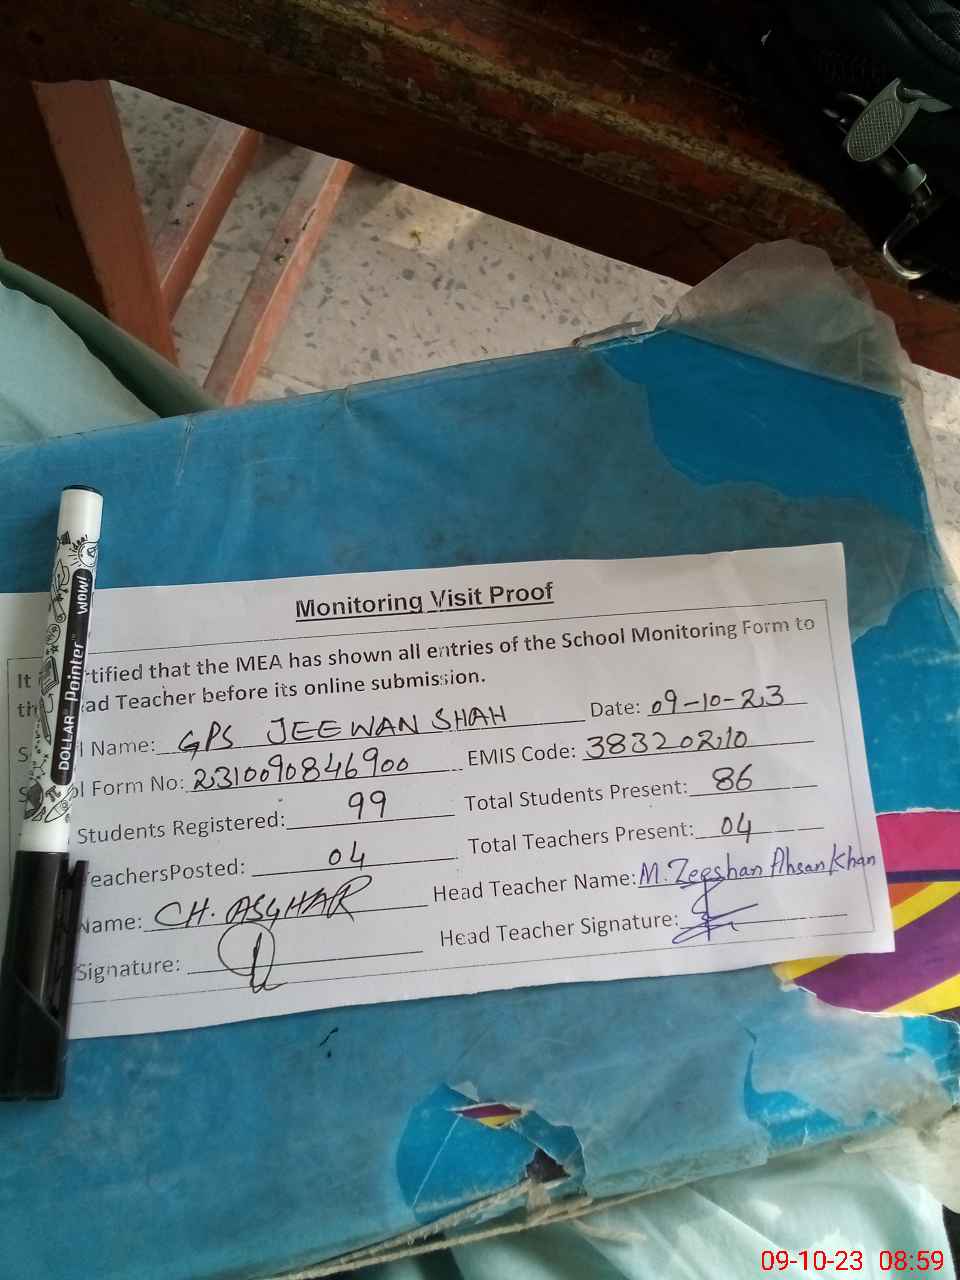 Monitoring Visit Proof
It rtified that the MEA has shown all entries of the School Monitoring Form to
th ad Teacher before its online submission.
S l Name: GPS JEEWAN SHAH Date: 09-10-23
S ol Form No: 2310090846900 EMIS Code: 38320210
Students Registered: 99 Total Students Present: 86
TeachersPosted: 04 Total Teachers Present: 04
Name: CH. ASGHAR Head Teacher Name: M. Zeeshan Ahsan Khan
Signature: Head Teacher Signature:
DOLLAR Pointer WOW!
idea!
09-10-23 08:59